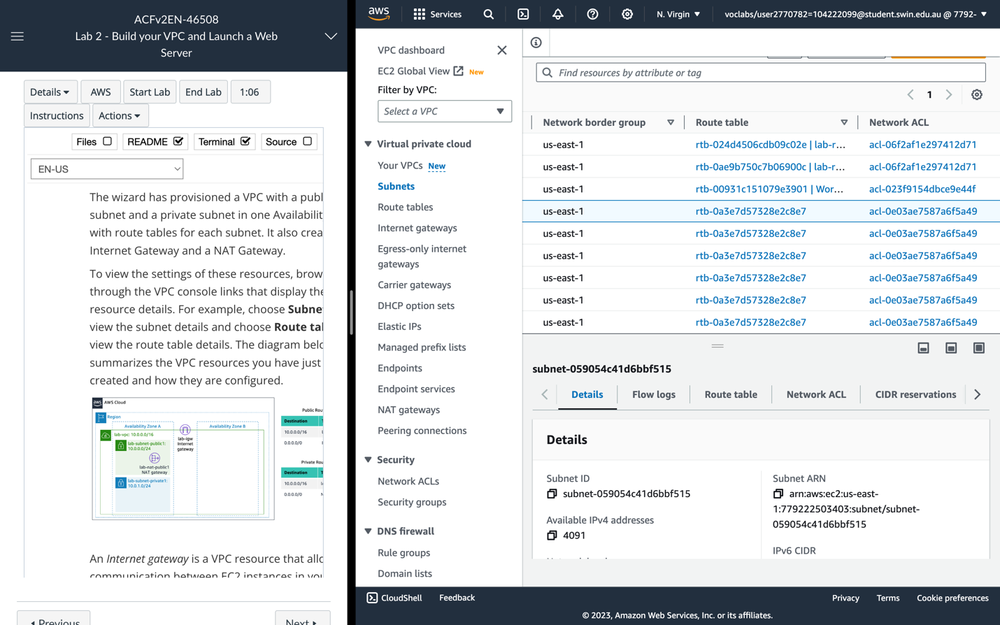 ACFv2EN-46508
Lab 2 - Build your VPC and Launch a Web
Server
Details
AWS
Start Lab
End Lab
1:06
Instructions
Actions
Files
README
Terminal
Source
EN-US
The wizard has provisioned a VPC with a publ
subnet and a private subnet in one Availabilit
with route tables for each subnet. It also crea
Internet Gateway and a NAT Gateway.
To view the settings of these resources, brow
through the VPC console links that display the
resource details. For example, choose Subne
view the subnet details and choose Route tal
view the route table details. The diagram belo
summarizes the VPC resources you have just
created and how they are configured.
aws AWS Cloud
Region
Availability Zone A
Availability Zone B
lab-vpc: 10.0.0.0/16
lab-subnet-public1:
10.0.0.0/24
lab-igw
Internet
gateway
lab-nat-public1
NAT gateway
lab-subnet-private1:
10.0.1.0/24
Public Rou
Destination
10.0.0.0/16
0.0.0.0/0
Private Rou
Destination
10.0.0.0/16
0.0.0.0/0
An Internet gateway is a VPC resource that allo
communication between EC2 instances in you
Previous
Next
aws
Services
N. Virgin
voclabs/user2770782=104222099@student.swin.edu.au @ 7792-
VPC dashboard
EC2 Global View New
Filter by VPC:
Select a VPC
Virtual private cloud
Your VPCs New
Subnets
Route tables
Internet gateways
Egress-only internet
gateways
Carrier gateways
DHCP option sets
Elastic IPs
Managed prefix lists
Endpoints
Endpoint services
NAT gateways
Peering connections
Security
Network ACLs
Security groups
DNS firewall
Rule groups
Domain lists
Find resources by attribute or tag
1
Network border group Route table Network ACL
us-east-1 rtb-024d4506cdb09c02e | lab-r... acl-06f2af1e297412d71
us-east-1 rtb-0ae9b750c7b06900c | lab-r... acl-06f2af1e297412d71
us-east-1 rtb-00931c151079e3901 | Wor... acl-023f9154dbce9e44f
us-east-1 rtb-0a3e7d57328e2c8e7 acl-0e03ae7587a6f5a49
us-east-1 rtb-0a3e7d57328e2c8e7 acl-0e03ae7587a6f5a49
us-east-1 rtb-0a3e7d57328e2c8e7 acl-0e03ae7587a6f5a49
us-east-1 rtb-0a3e7d57328e2c8e7 acl-0e03ae7587a6f5a49
us-east-1 rtb-0a3e7d57328e2c8e7 acl-0e03ae7587a6f5a49
us-east-1 rtb-0a3e7d57328e2c8e7 acl-0e03ae7587a6f5a49
subnet-059054c41d6bbf515
Details Flow logs Route table Network ACL CIDR reservations
Details
Subnet ID
subnet-059054c41d6bbf515
Available IPv4 addresses
4091
Subnet ARN
arn:aws:ec2:us-east-
1:779222503403:subnet/subnet-
059054c41d6bbf515
IPv6 CIDR
CloudShell
Feedback
Privacy
Terms
Cookie preferences
© 2023, Amazon Web Services, Inc. or its affiliates.